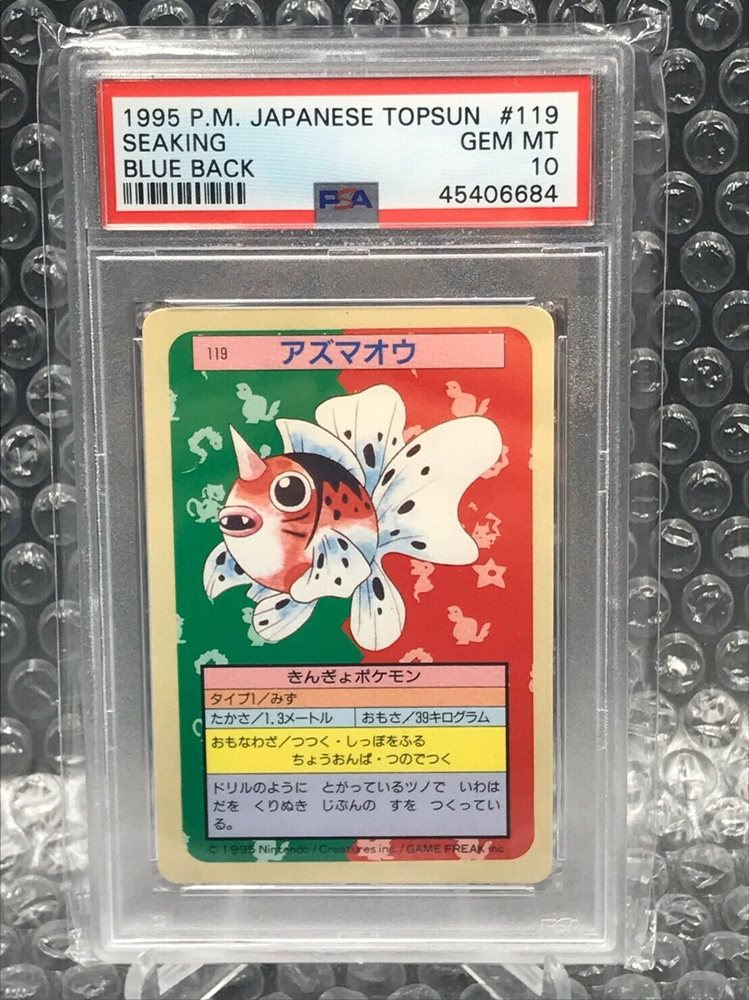 1995 P.M. JAPANESE TOPSUN #119
SEAKING GEM MT
BLUE BACK 10
PSA 45406684
119 アズマオウ
きんぎょポケモン
タイプ1/みず
たかさ/1.3メートル おもさ/39キログラム
おもなわざ/つつく・しっぽをふる
ちょうおんぱ・つのでつく
ドリルのように とがっているツノで いわは
だを くりぬき じぶんの すを つくってい
る。
© 1995 Nintendo / Creatures inc. / GAME FREAK inc
PSA